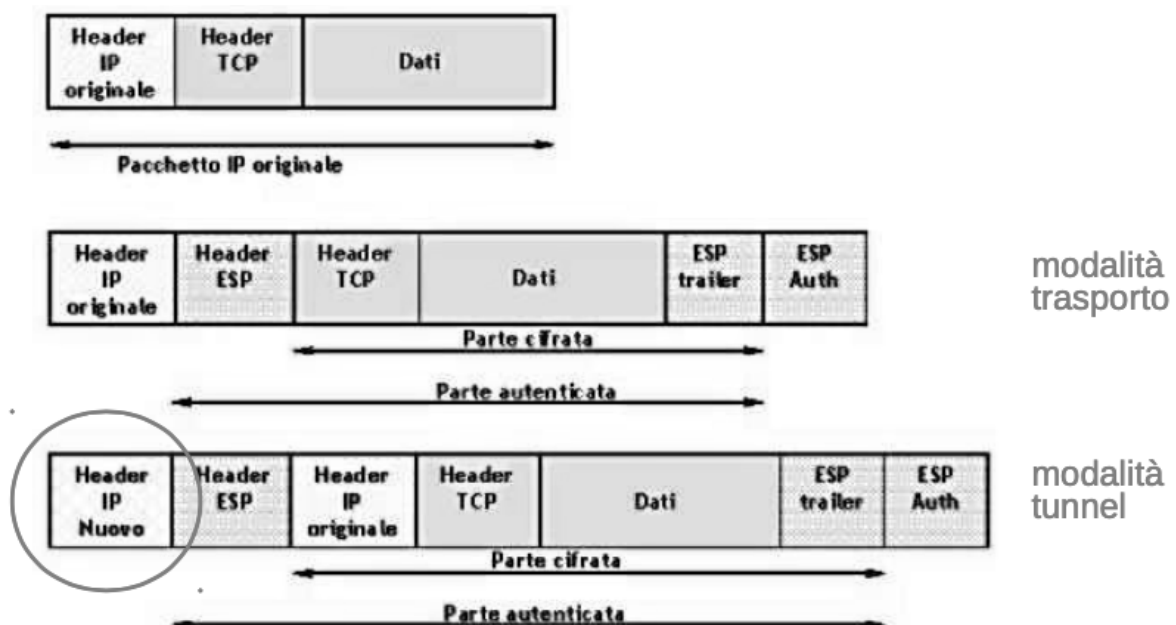 Header
IP
originale
Header
TCP
Dati
Pacchetto IP originale
Header
IP
originale
Header
ESP
Header
TCP
Dati
ESP
trailer
ESP
Auth
modalità
trasporto
Parte cifrata
Parte autenticata
Header
IP
Nuovo
Header
ESP
Header
IP
originale
Header
TCP
Dati
ESP
trailer
ESP
Auth
modalità
tunnel
Parte cifrata
Parte autenticata